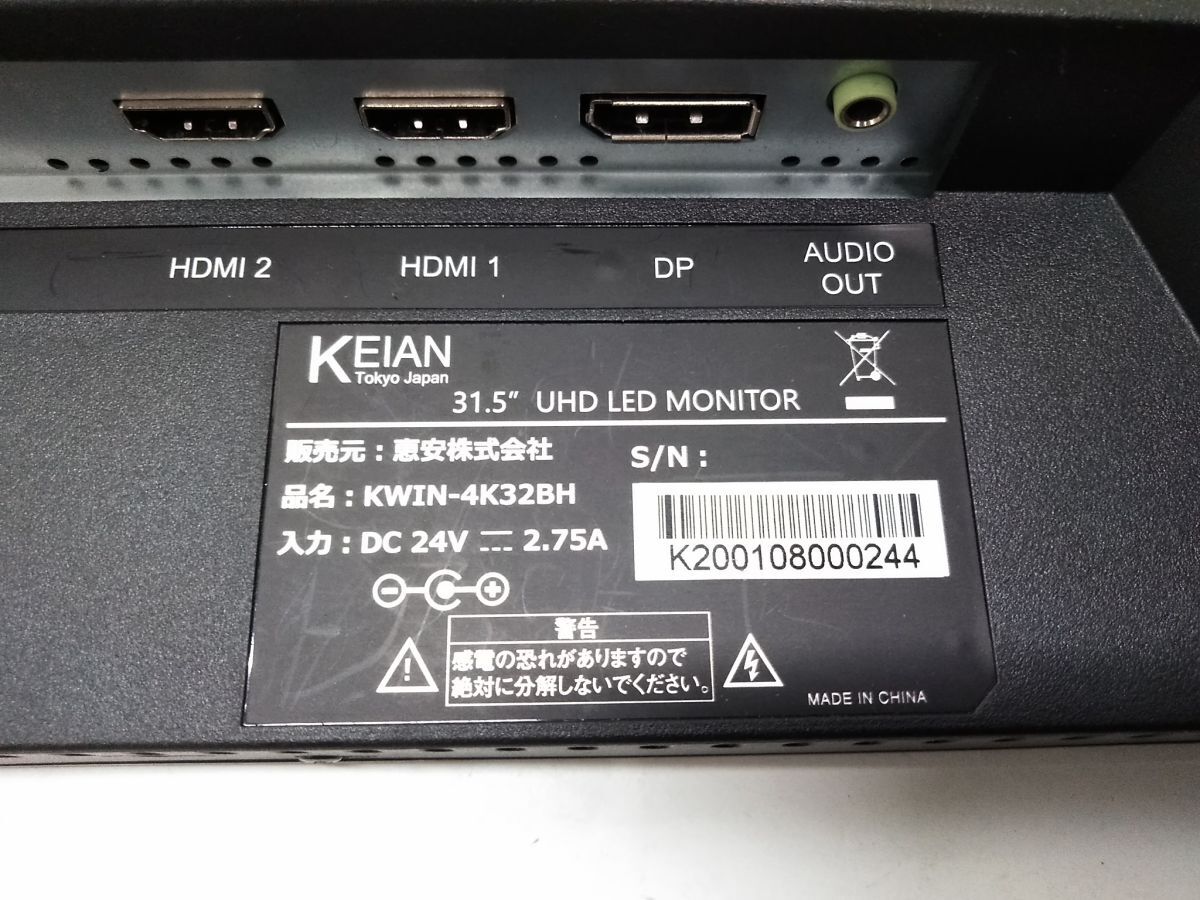 HDMI 2
HDMI 1
DP
AUDIO
OUT
KEIAN
Tokyo Japan
31.5" UHD LED MONITOR
販売元：恵安株式会社
品名：KWIN-4K32BH
入力：DC 24V ⎓ 2.75A
S/N :
K200108000244
警告
感電の恐れがありますので
絶対に分解しないでください。
MADE IN CHINA